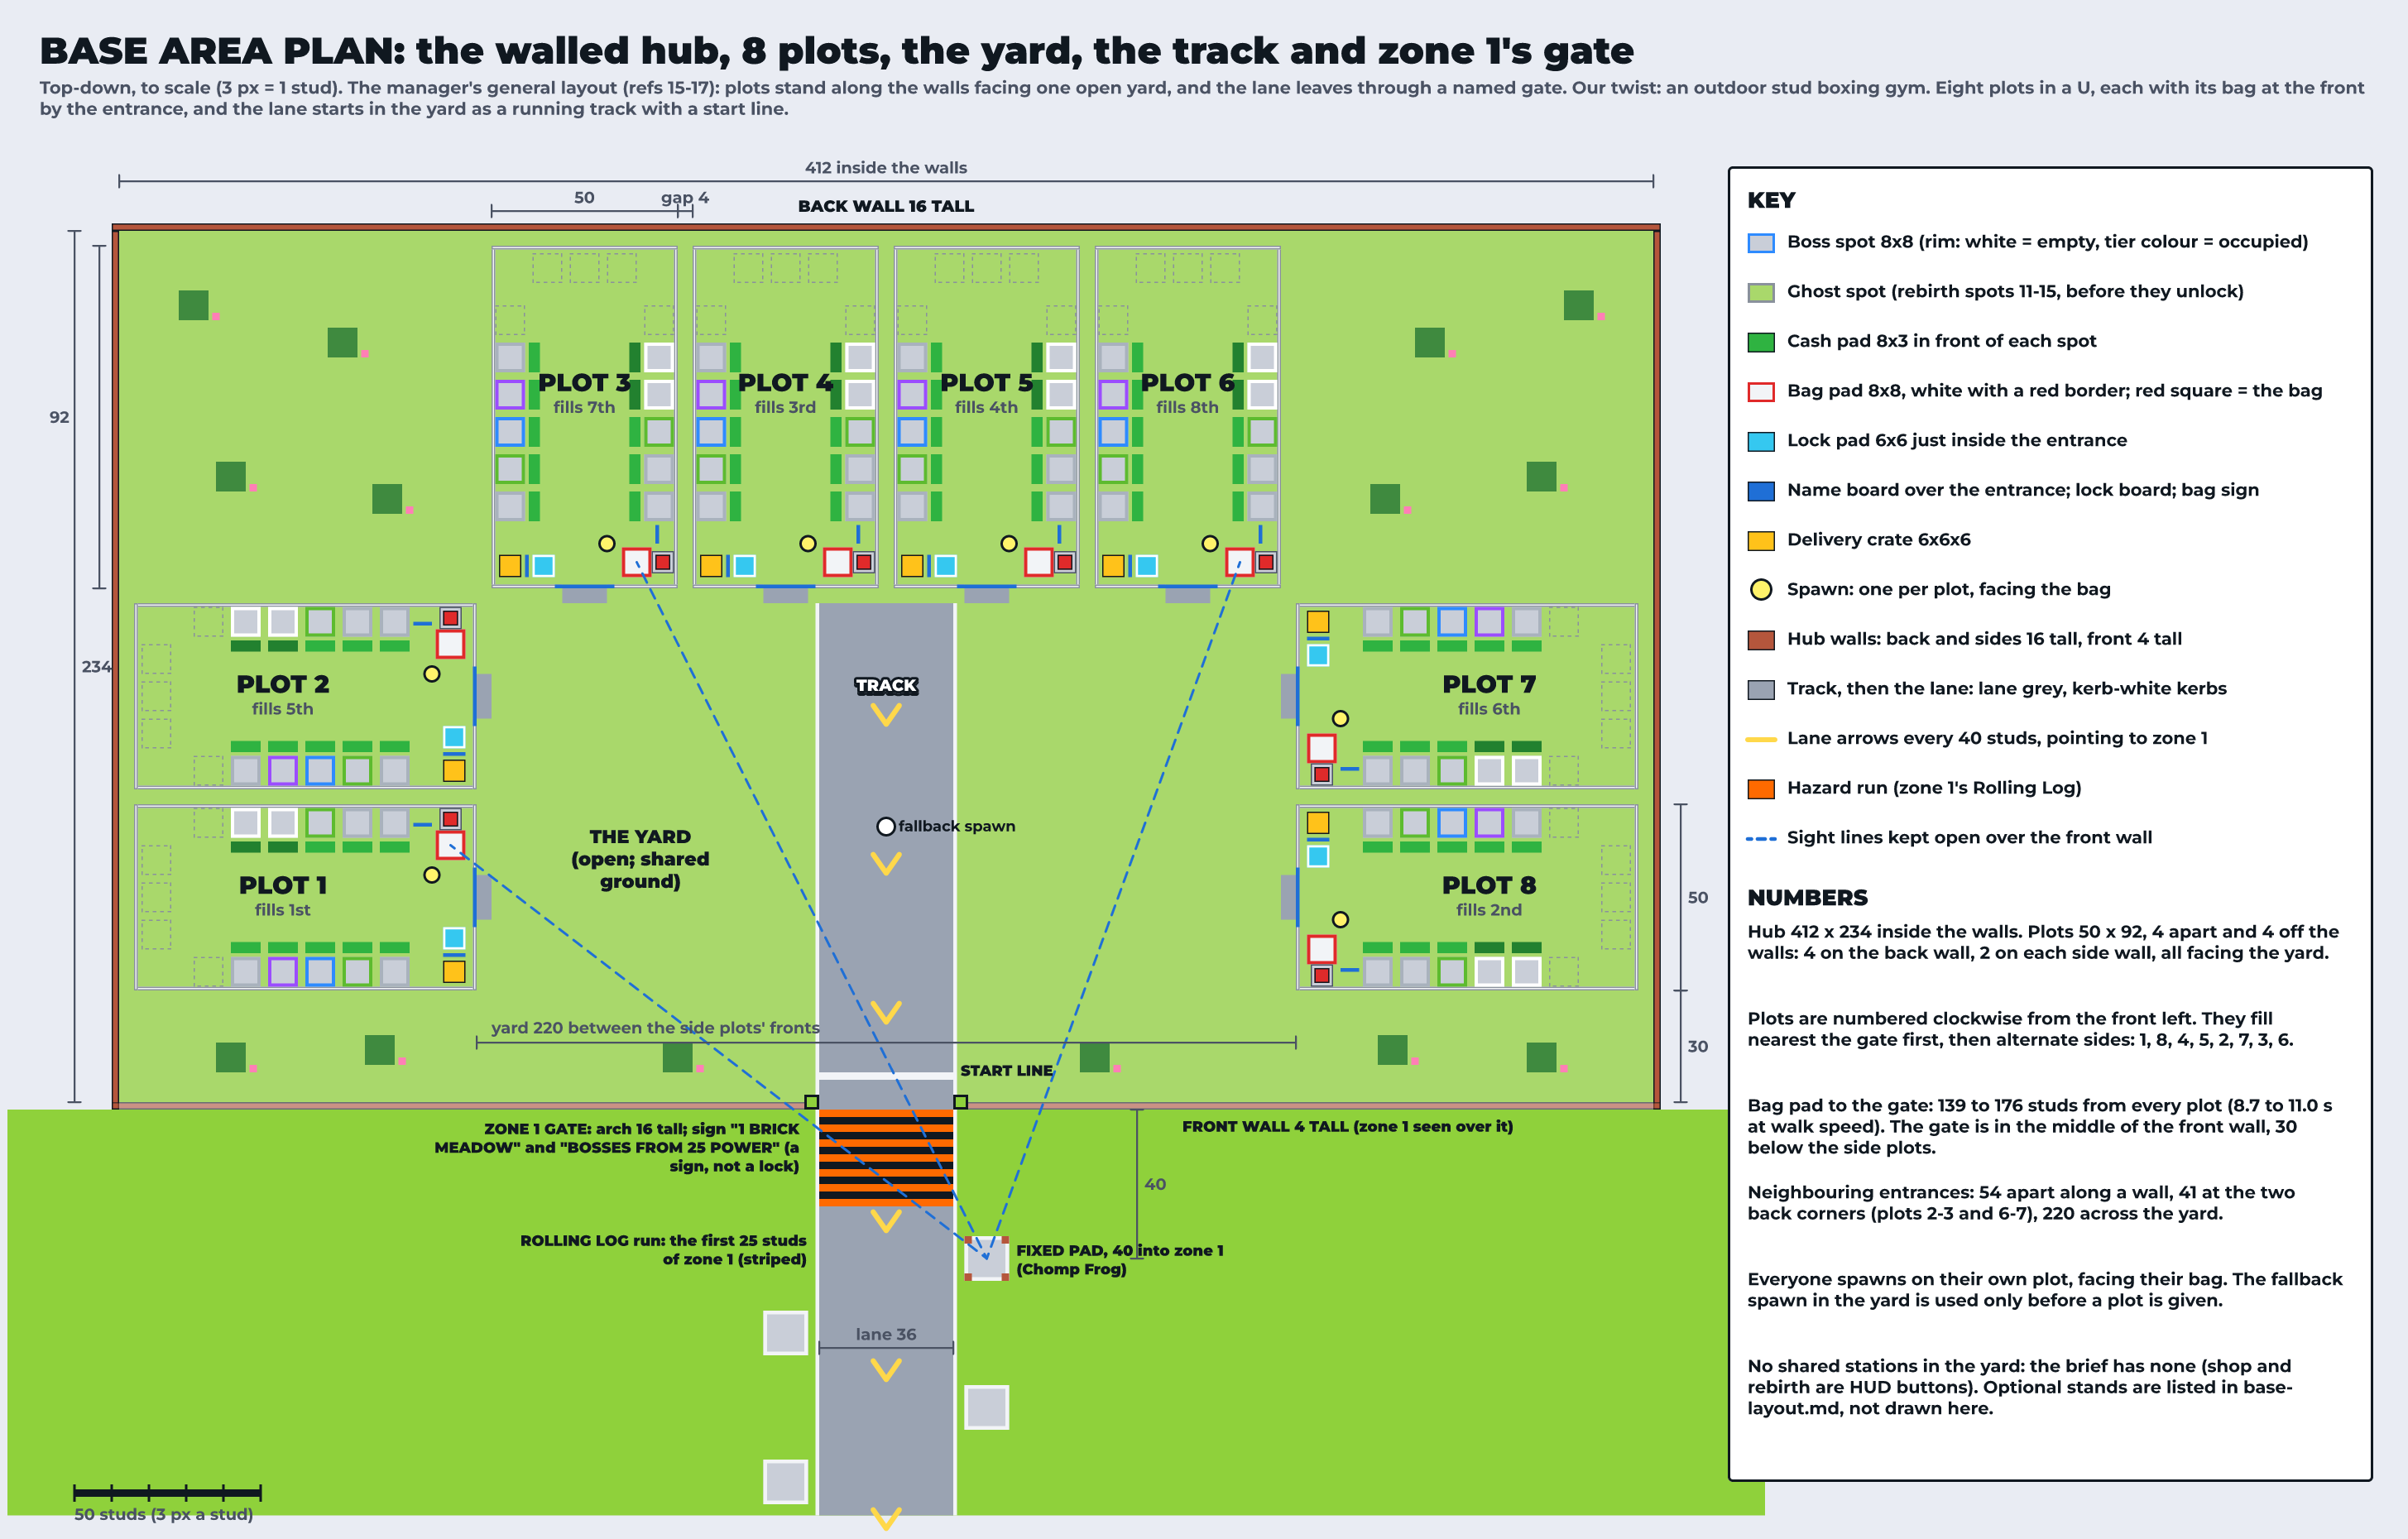 BASE AREA PLAN: the walled hub, 8 plots, the yard, the track and zone 1's gate
Top-down, to scale (3 px = 1 stud). The manager's general layout (refs 15-17): plots stand along the walls facing one open yard, and the lane leaves through a named gate. Our twist: an outdoor stud boxing gym. Eight plots in a U, each with its bag at the front
by the entrance, and the lane starts in the yard as a running track with a start line.
412 inside the walls
50
gap 4
BACK WALL 16 TALL
92
234
PLOT 3
fills 7th
PLOT 4
fills 3rd
PLOT 5
fills 4th
PLOT 6
fills 8th
PLOT 2
fills 5th
TRACK
PLOT 7
fills 6th
PLOT 1
fills 1st
THE YARD
(open; shared
ground)
fallback spawn
PLOT 8
fills 2nd
50
30
yard 220 between the side plots' fronts
START LINE
ZONE 1 GATE: arch 16 tall; sign "1 BRICK
MEADOW" and "BOSSES FROM 25 POWER" (a
sign, not a lock)
FRONT WALL 4 TALL (zone 1 seen over it)
40
ROLLING LOG run: the first 25 studs
of zone 1 (striped)
FIXED PAD, 40 into zone 1
(Chomp Frog)
lane 36
50 studs (3 px a stud)
KEY
Boss spot 8x8 (rim: white = empty, tier colour = occupied)
Ghost spot (rebirth spots 11-15, before they unlock)
Cash pad 8x3 in front of each spot
Bag pad 8x8, white with a red border; red square = the bag
Lock pad 6x6 just inside the entrance
Name board over the entrance; lock board; bag sign
Delivery crate 6x6x6
Spawn: one per plot, facing the bag
Hub walls: back and sides 16 tall, front 4 tall
Track, then the lane: lane grey, kerb-white kerbs
Lane arrows every 40 studs, pointing to zone 1
Hazard run (zone 1's Rolling Log)
Sight lines kept open over the front wall
NUMBERS
Hub 412 x 234 inside the walls. Plots 50 x 92, 4 apart and 4 off the
walls: 4 on the back wall, 2 on each side wall, all facing the yard.
Plots are numbered clockwise from the front left. They fill
nearest the gate first, then alternate sides: 1, 8, 4, 5, 2, 7, 3, 6.
Bag pad to the gate: 139 to 176 studs from every plot (8.7 to 11.0 s
at walk speed). The gate is in the middle of the front wall, 30
below the side plots.
Neighbouring entrances: 54 apart along a wall, 41 at the two
back corners (plots 2-3 and 6-7), 220 across the yard.
Everyone spawns on their own plot, facing their bag. The fallback
spawn in the yard is used only before a plot is given.
No shared stations in the yard: the brief has none (shop and
rebirth are HUD buttons). Optional stands are listed in base-
layout.md, not drawn here.